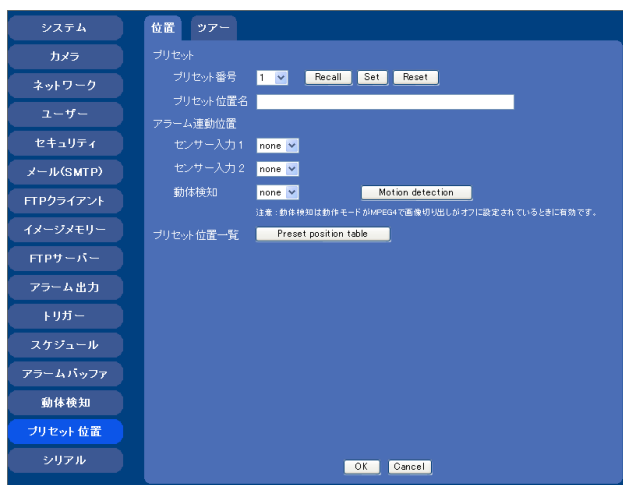 システム
カメラ
ネットワーク
ユーザー
セキュリティ
メール(SMTP)
FTPクライアント
イメージメモリー
FTPサーバー
アラーム出力
トリガー
スケジュール
アラームバッファ
動体検知
プリセット位置
シリアル
位置 ツアー
プリセット
プリセット番号 1 Recall Set Reset
プリセット位置名
アラーム連動位置
センサー入力1 none
センサー入力2 none
動体検知 none Motion detection
注意:動体検知は動作モードがMPEG4で画像切り出しがオフに設定されているときに有効です。
プリセット位置一覧 Preset position table
OK Cancel